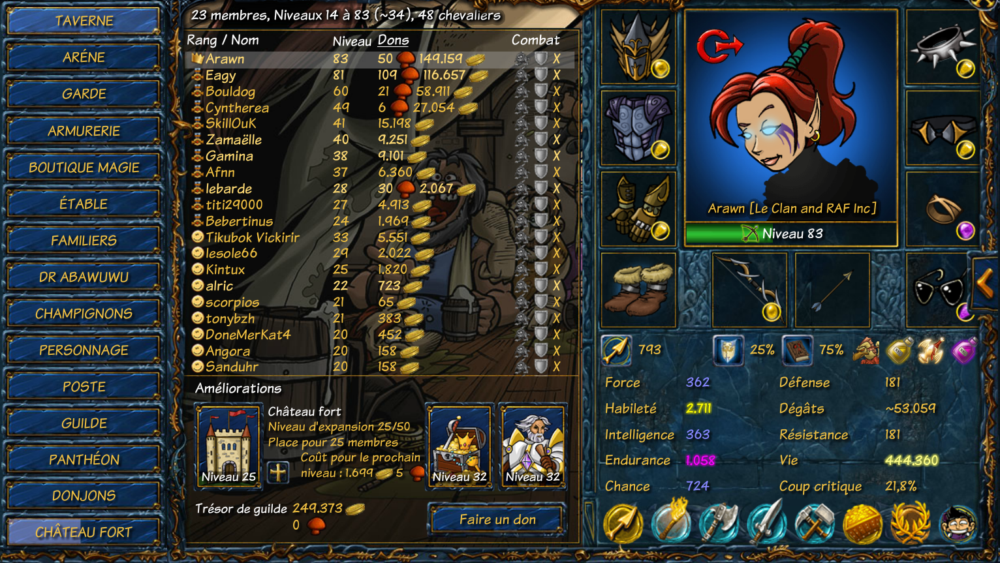 TAVERNE
ARÉNE
GARDE
ARMURERIE
BOUTIQUE MAGIE
ÉTABLE
FAMILIERS
DR ABAWUWU
CHAMPIGNONS
PERSONNAGE
POSTE
GUILDE
PANTHÉON
DONJONS
CHÂTEAU FORT
23 membres, Niveaux 14 à 83 (~34), 48 chevaliers
Rang / Nom Niveau Dons Combat
Arawn 83 50 149.159 X
Eagy 81 109 116.657 X
Bouldog 60 21 58.911 X
Cyntherea 49 6 27.054 X
SkillOuK 41 15.198 X
Zamaëlle 40 9.251 X
Gamina 38 9.101 X
Afnn 37 6.360 X
lebarde 28 30 2.067 X
titi29000 27 4.913 X
Bebertinus 24 1.969 X
Tikubok Vickirir 33 5.551 X
lesole66 29 2.022 X
Kintux 25 1.820 X
alric 22 723 X
scorpios 21 65 X
tonybzh 21 383 X
DoneMerKat4 20 452 X
Angora 20 158 X
Sanduhr 20 158 X
Améliorations
Château fort
Niveau d'expansion 25/50
Place pour 25 membres
Coût pour le prochain
niveau : 1.699 5
Niveau 25
Niveau 32
Niveau 32
Trésor de guilde 249.373
0
Faire un don
Arawn [Le Clan and RAF Inc]
Niveau 83
793 25% 75%
Force 362 Défense 181
Habileté 2.711 Dégâts ~53.059
Intelligence 363 Résistance 181
Endurance 1.058 Vie 444.360
Chance 724 Coup critique 21,8%